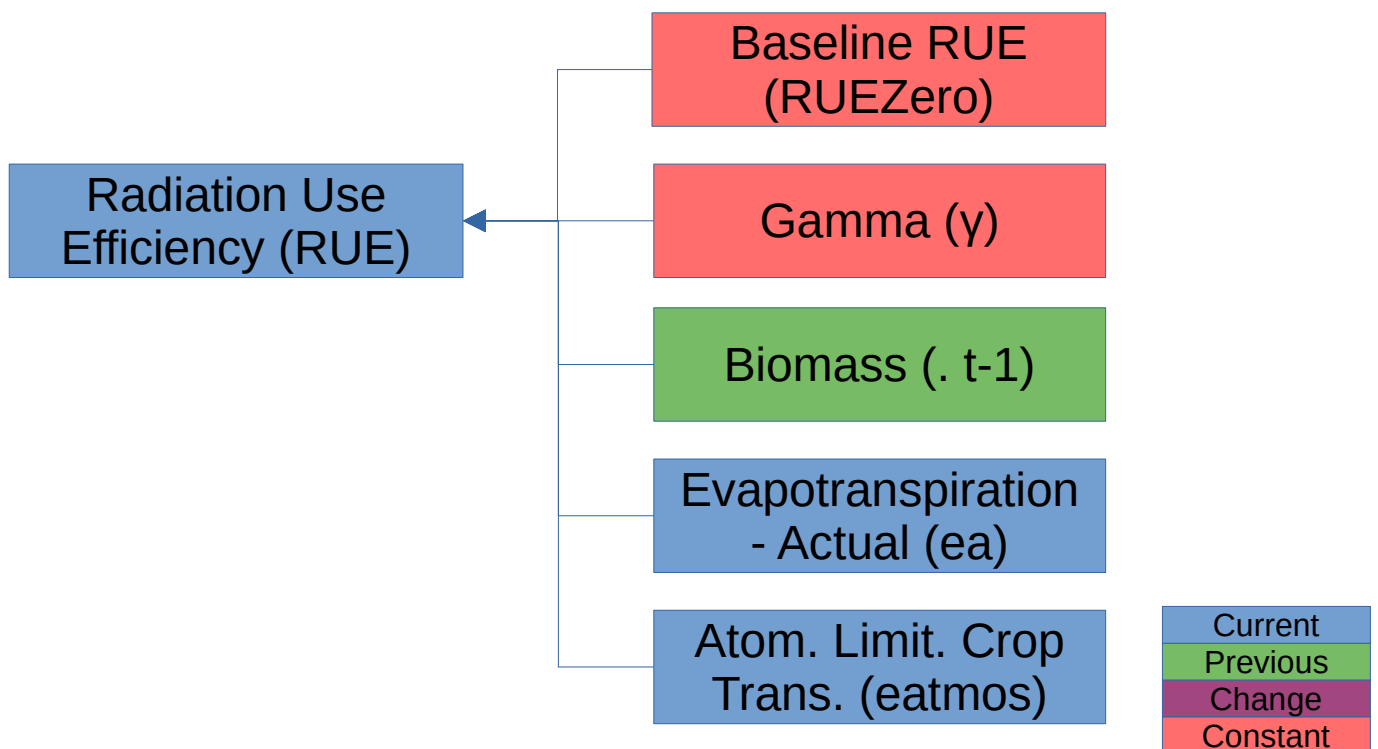 Baseline RUE
(RUEZero)
Radiation Use
Efficiency (RUE)
Gamma (γ)
Biomass (. t-1)
Evapotranspiration
- Actual (ea)
Atom. Limit. Crop
Trans. (eatmos)
Current
Previous
Change
Constant